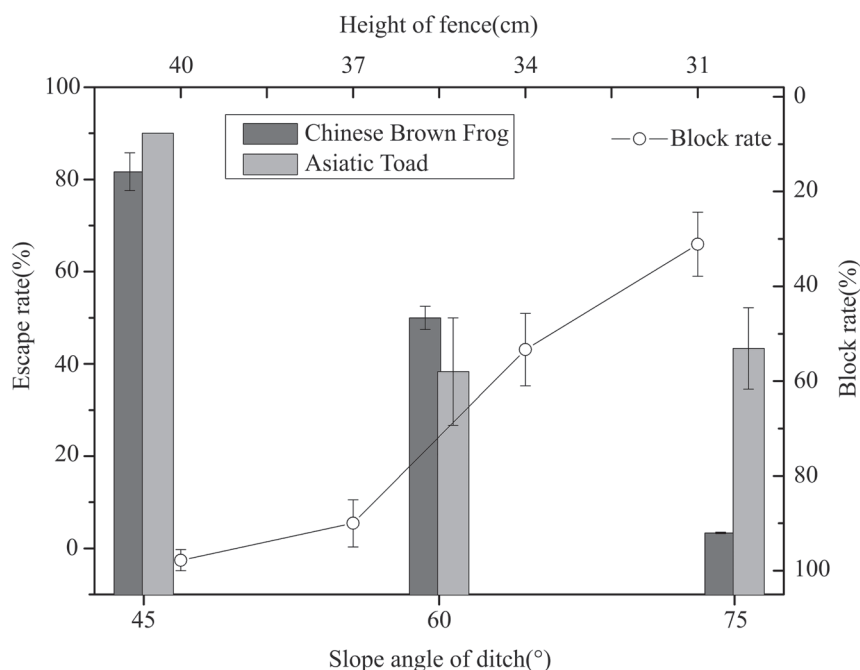 Height of fence(cm)
40 37 34 31
100
80
60
40
20
0
Escape rate(%)
Chinese Brown Frog
Asiatic Toad
Block rate
0
20
40
60
80
100
Block rate(%)
45 60 75
Slope angle of ditch(°)